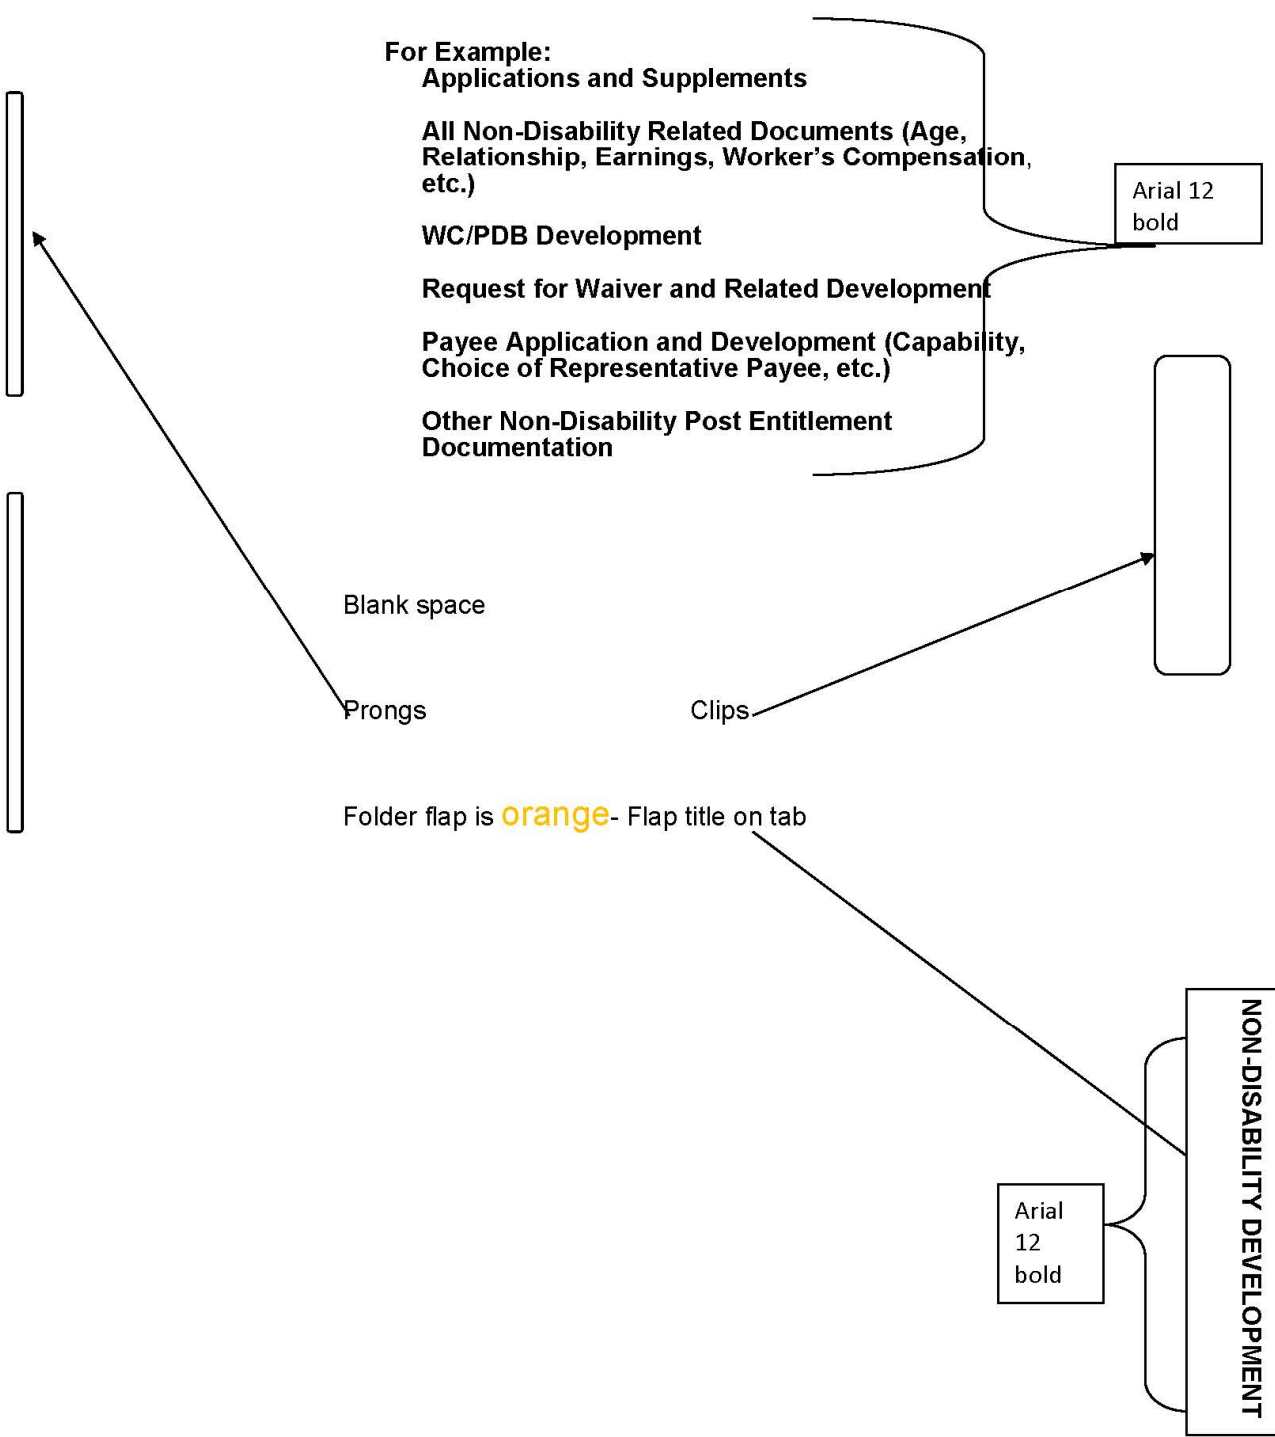 For Example:
Applications and Supplements
All Non-Disability Related Documents (Age,
Relationship, Earnings, Worker’s Compensation,
etc.)
Arial 12
bold
WC/PDB Development
Request for Waiver and Related Development
Payee Application and Development (Capability,
Choice of Representative Payee, etc.)
Other Non-Disability Post Entitlement
Documentation
Blank space
Prongs
Clips
Folder flap is orange- Flap title on tab
NON-DISABILITY DEVELOPMENT
Arial
12
bold